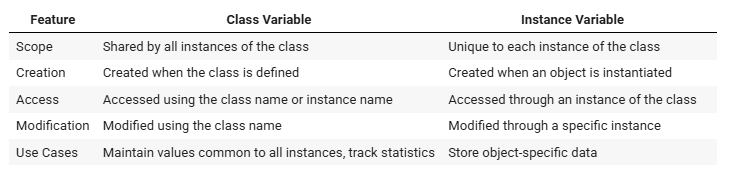 Feature Class Variable Instance Variable
Scope Shared by all instances of the class Unique to each instance of the class
Creation Created when the class is defined Created when an object is instantiated
Access Accessed using the class name or instance name Accessed through an instance of the class
Modification Modified using the class name Modified through a specific instance
Use Cases Maintain values common to all instances, track statistics Store object-specific data